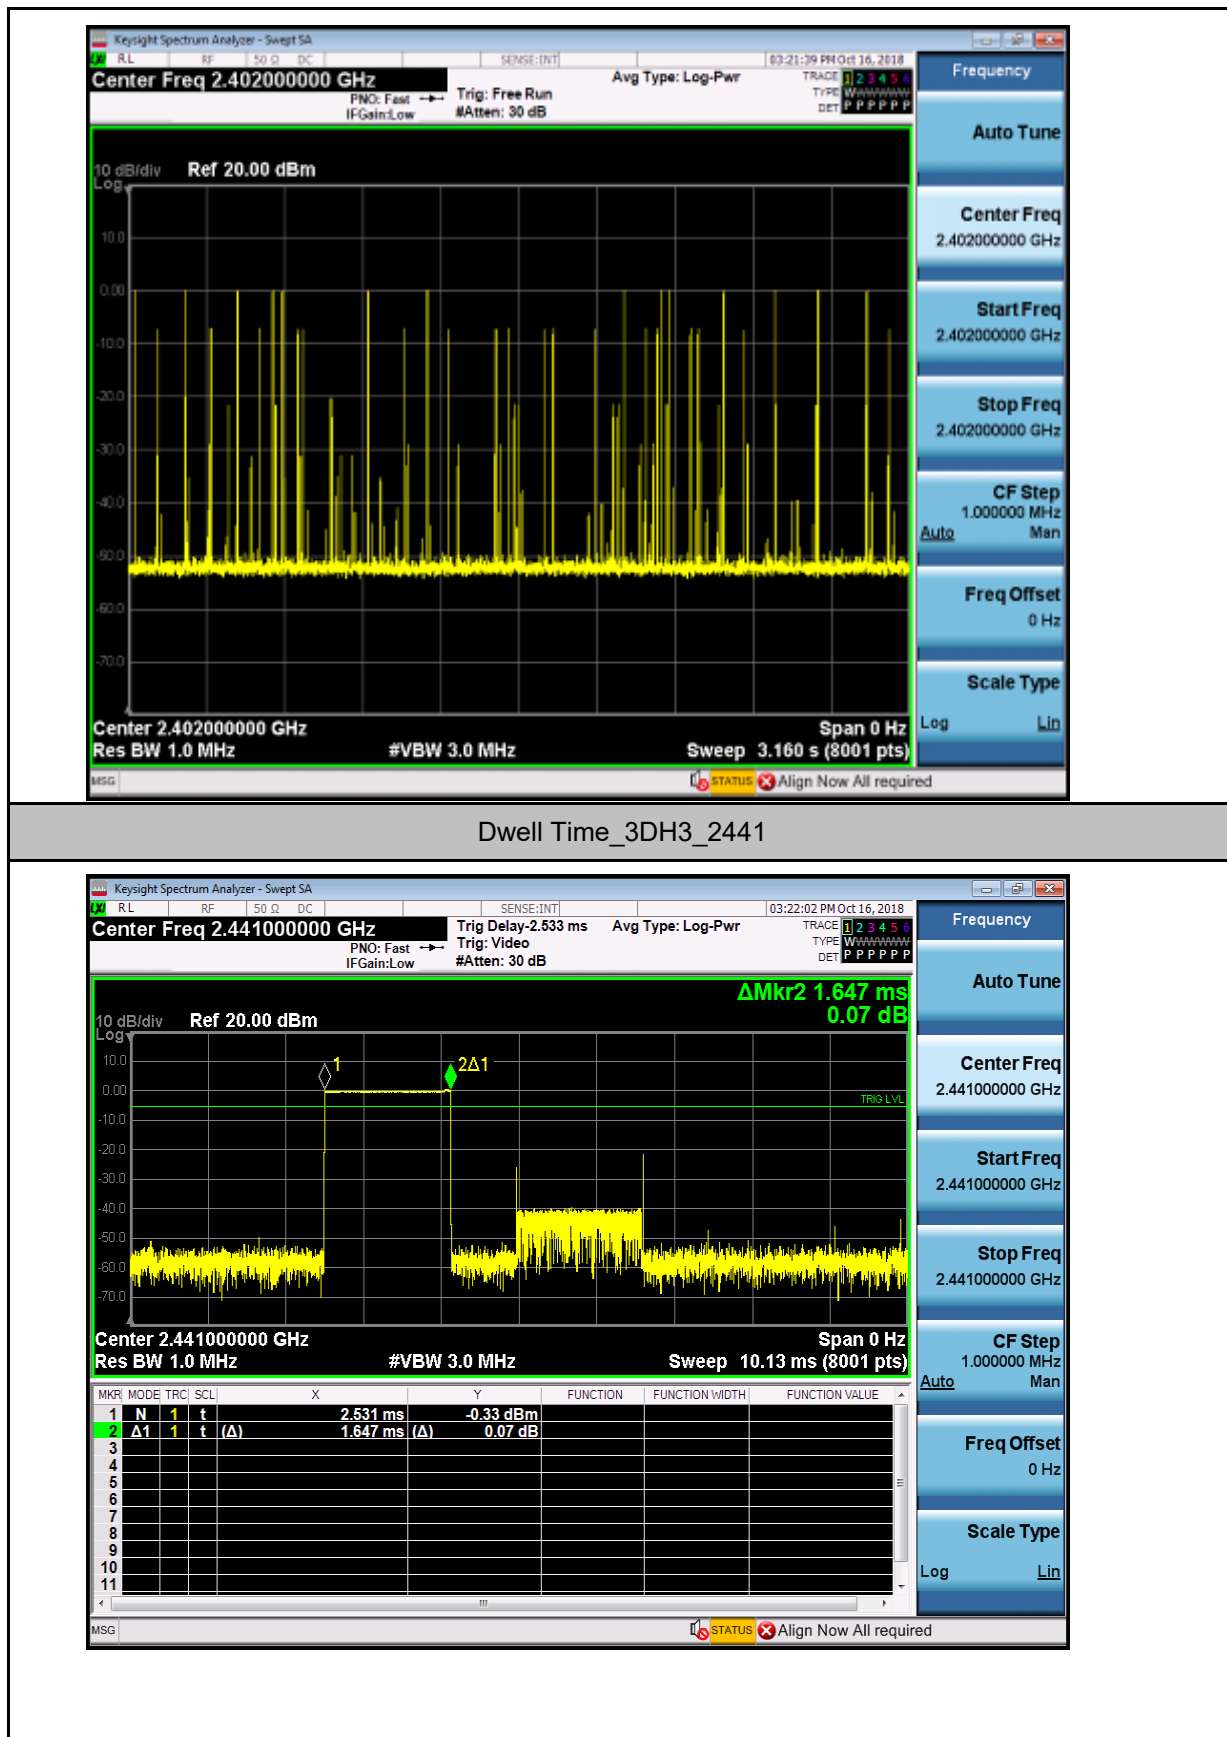 Keysight Spectrum Analyzer - Swept SA
LXI RL RF 50 Ω DC SENSE:INT 03:21:39 PM Oct 16, 2018
Center Freq 2.402000000 GHz
PNO: Fast
IFGain:Low
Trig: Free Run
#Atten: 30 dB
Avg Type: Log-Pwr
TRACE 1 2 3 4 5 6
TYPE WWWWWW
DET P P P P P P
10 dB/div Ref 20.00 dBm
Log
10.0
0.00
-10.0
-20.0
-30.0
-40.0
-50.0
-60.0
-70.0
Center 2.402000000 GHz Span 0 Hz
Res BW 1.0 MHz #VBW 3.0 MHz Sweep 3.160 s (8001 pts)
MSG STATUS Align Now All required
Frequency
Auto Tune
Center Freq
2.402000000 GHz
Start Freq
2.402000000 GHz
Stop Freq
2.402000000 GHz
CF Step
1.000000 MHz
Auto Man
Freq Offset
0 Hz
Scale Type
Log Lin
Dwell Time_3DH3_2441
Keysight Spectrum Analyzer - Swept SA
LXI RL RF 50 Ω DC SENSE:INT 03:22:02 PM Oct 16, 2018
Center Freq 2.441000000 GHz
PNO: Fast
IFGain:Low
Trig Delay-2.533 ms
Trig: Video
#Atten: 30 dB
Avg Type: Log-Pwr
TRACE 1 2 3 4 5 6
TYPE WWWWWW
DET P P P P P P
ΔMkr2 1.647 ms
0.07 dB
10 dB/div Ref 20.00 dBm
Log
10.0
0.00
-10.0
-20.0
-30.0
-40.0
-50.0
-60.0
-70.0
1
2Δ1
TRIG LVL
Center 2.441000000 GHz Span 0 Hz
Res BW 1.0 MHz #VBW 3.0 MHz Sweep 10.13 ms (8001 pts)
MKR MODE TRC SCL X Y FUNCTION FUNCTION WIDTH FUNCTION VALUE
1 N 1 t 2.531 ms -0.33 dBm
2 Δ1 1 t (Δ) 1.647 ms (Δ) 0.07 dB
3
4
5
6
7
8
9
10
11
MSG STATUS Align Now All required
Frequency
Auto Tune
Center Freq
2.441000000 GHz
Start Freq
2.441000000 GHz
Stop Freq
2.441000000 GHz
CF Step
1.000000 MHz
Auto Man
Freq Offset
0 Hz
Scale Type
Log Lin